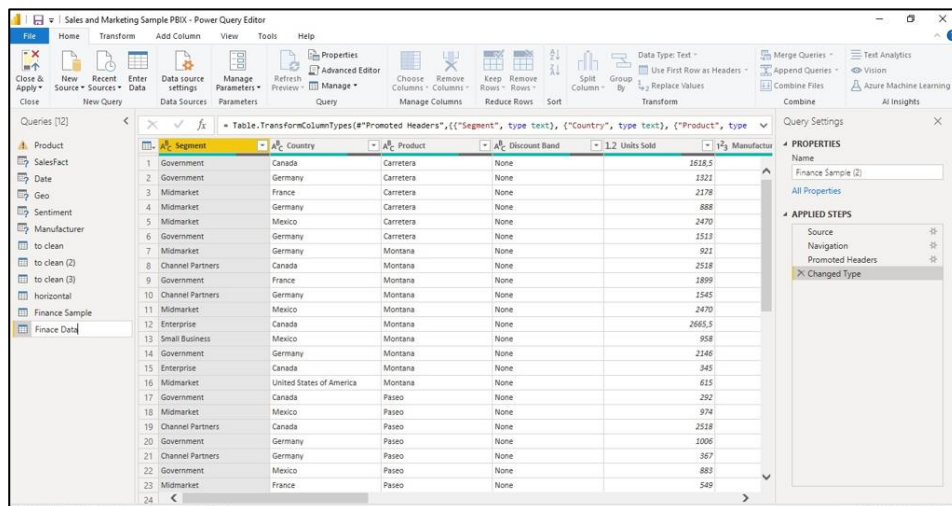 Sales and Marketing Sample PBIX - Power Query Editor
File Home Transform Add Column View Tools Help
Close & Apply
New Source
Recent Sources
Enter Data
Data source settings
Manage Parameters
Refresh Preview
Properties
Advanced Editor
Manage
Choose Columns
Remove Columns
Keep Rows
Remove Rows
Split Column
Group By
Data Type: Text
Use First Row as Headers
Replace Values
Merge Queries
Append Queries
Combine Files
Text Analytics
Vision
Azure Machine Learning
Close New Query Data Sources Parameters Query Manage Columns Reduce Rows Sort Transform Combine AI Insights
Queries [12]
Product
SalesFact
Date
Geo
Sentiment
Manufacturer
to clean
to clean (2)
to clean (3)
horizontal
Finance Sample
Finace Data
fx = Table.TransformColumnTypes(#"Promoted Headers",{{"Segment", type text}, {"Country", type text}, {"Product", type
ABC Segment ABC Country ABC Product ABC Discount Band 1.2 Units Sold 123 Manufactur
1 Government Canada Carretera None 1618,5
2 Government Germany Carretera None 1321
3 Midmarket France Carretera None 2178
4 Midmarket Germany Carretera None 888
5 Midmarket Mexico Carretera None 2470
6 Government Germany Carretera None 1513
7 Midmarket Germany Montana None 921
8 Channel Partners Canada Montana None 2518
9 Government France Montana None 1899
10 Channel Partners Germany Montana None 1545
11 Midmarket Mexico Montana None 2470
12 Enterprise Canada Montana None 2665,5
13 Small Business Mexico Montana None 958
14 Government Germany Montana None 2146
15 Enterprise Canada Montana None 345
16 Midmarket United States of America Montana None 615
17 Government Canada Paseo None 292
18 Midmarket Mexico Paseo None 974
19 Channel Partners Canada Paseo None 2518
20 Government Germany Paseo None 1006
21 Channel Partners Germany Paseo None 367
22 Government Mexico Paseo None 883
23 Midmarket France Paseo None 549
24
Query Settings
PROPERTIES
Name
Finance Sample (2)
All Properties
APPLIED STEPS
Source
Navigation
Promoted Headers
Changed Type